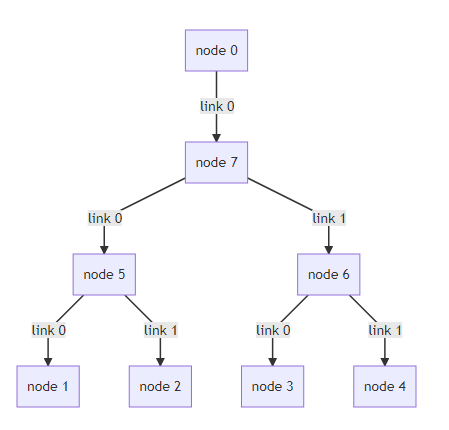 node 0
link 0
node 7
link 0
link 1
node 5
node 6
link 0
link 1
link 0
link 1
node 1
node 2
node 3
node 4